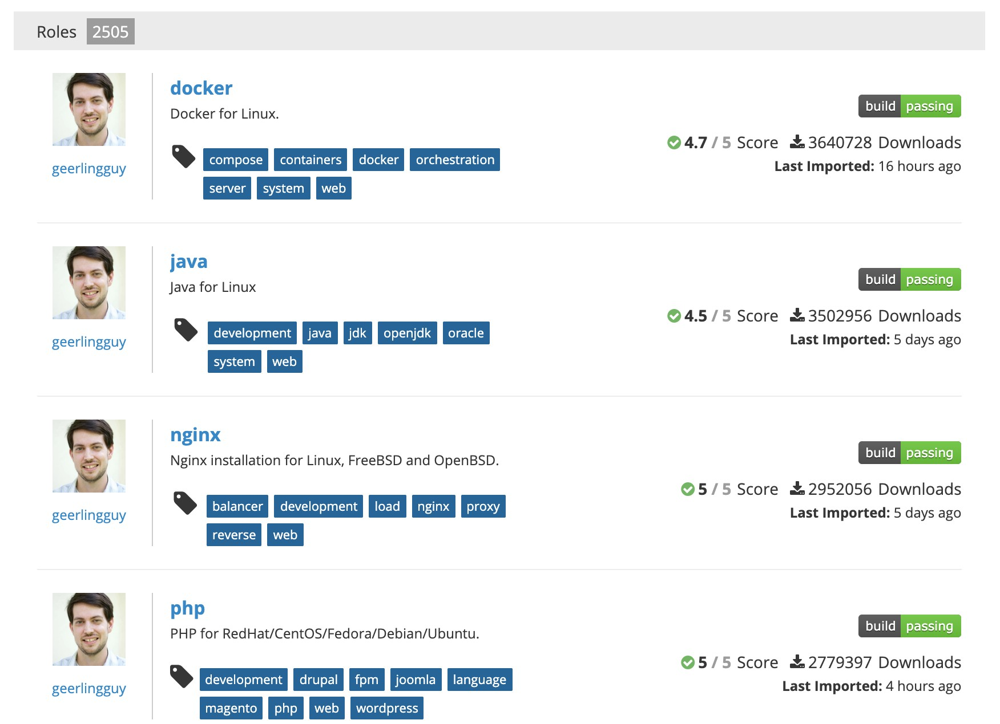 Roles 2505
docker
Docker for Linux.
build passing
4.7 / 5 Score 3640728 Downloads
Last Imported: 16 hours ago
geerlingguy
compose containers docker orchestration
server system web
java
Java for Linux
build passing
4.5 / 5 Score 3502956 Downloads
Last Imported: 5 days ago
geerlingguy
development java jdk openjdk oracle
system web
nginx
Nginx installation for Linux, FreeBSD and OpenBSD.
build passing
5 / 5 Score 2952056 Downloads
Last Imported: 5 days ago
geerlingguy
balancer development load nginx proxy
reverse web
php
PHP for RedHat/CentOS/Fedora/Debian/Ubuntu.
build passing
5 / 5 Score 2779397 Downloads
Last Imported: 4 hours ago
geerlingguy
development drupal fpm joomla language
magento php web wordpress